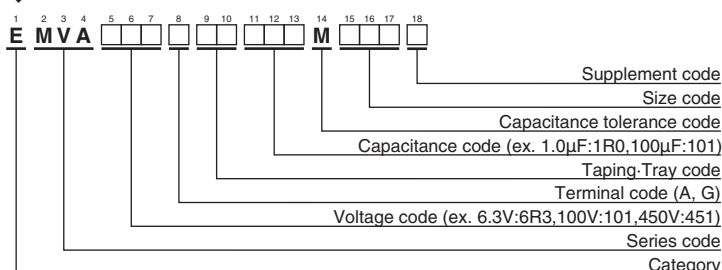 1 2 3 4 5 6 7 8 9 10 11 12 13 14 15 16 17 18
E M V A M
Supplement code
Size code
Capacitance tolerance code
Capacitance code (ex. 1.0μF:1R0,100μF:101)
Taping·Tray code
Terminal code (A, G)
Voltage code (ex. 6.3V:6R3,100V:101,450V:451)
Series code
Category